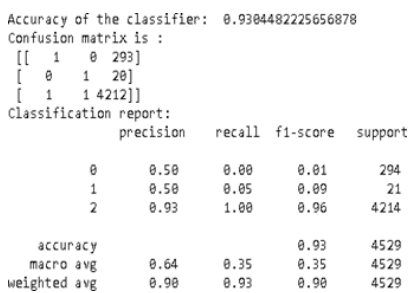 Accuracy of the classifier:  0.9304482225656878
Confusion matrix is :
[[   1    0  293]
[   0    1   20]
[   1    1 4212]]
Classification report:
precision    recall  f1-score   support
0       0.50      0.00      0.01       294
1       0.50      0.05      0.09        21
2       0.93      1.00      0.96      4214
accuracy                           0.93      4529
macro avg       0.64      0.35      0.35      4529
weighted avg       0.90      0.93      0.90      4529